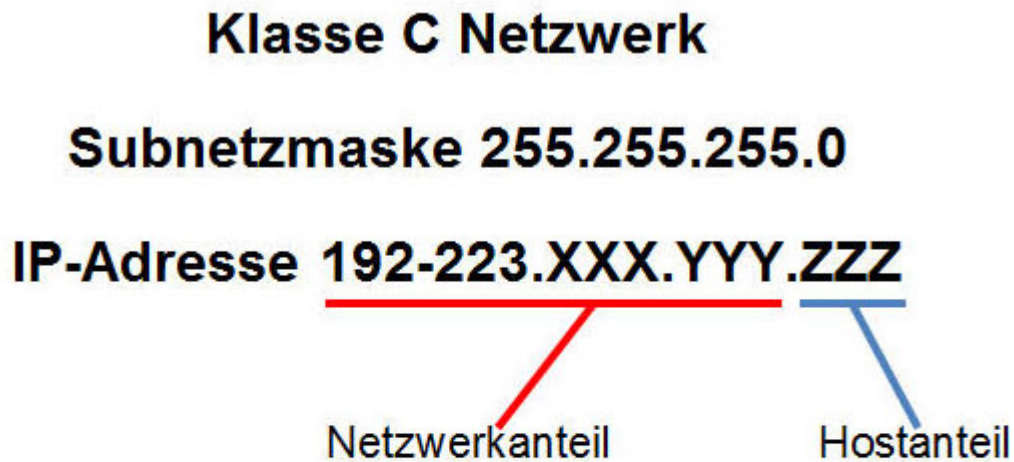 Klasse C Netzwerk
Subnetzmaske 255.255.255.0
IP-Adresse 192-223.XXX.YYY.ZZZ
Netzwerkanteil Hostanteil